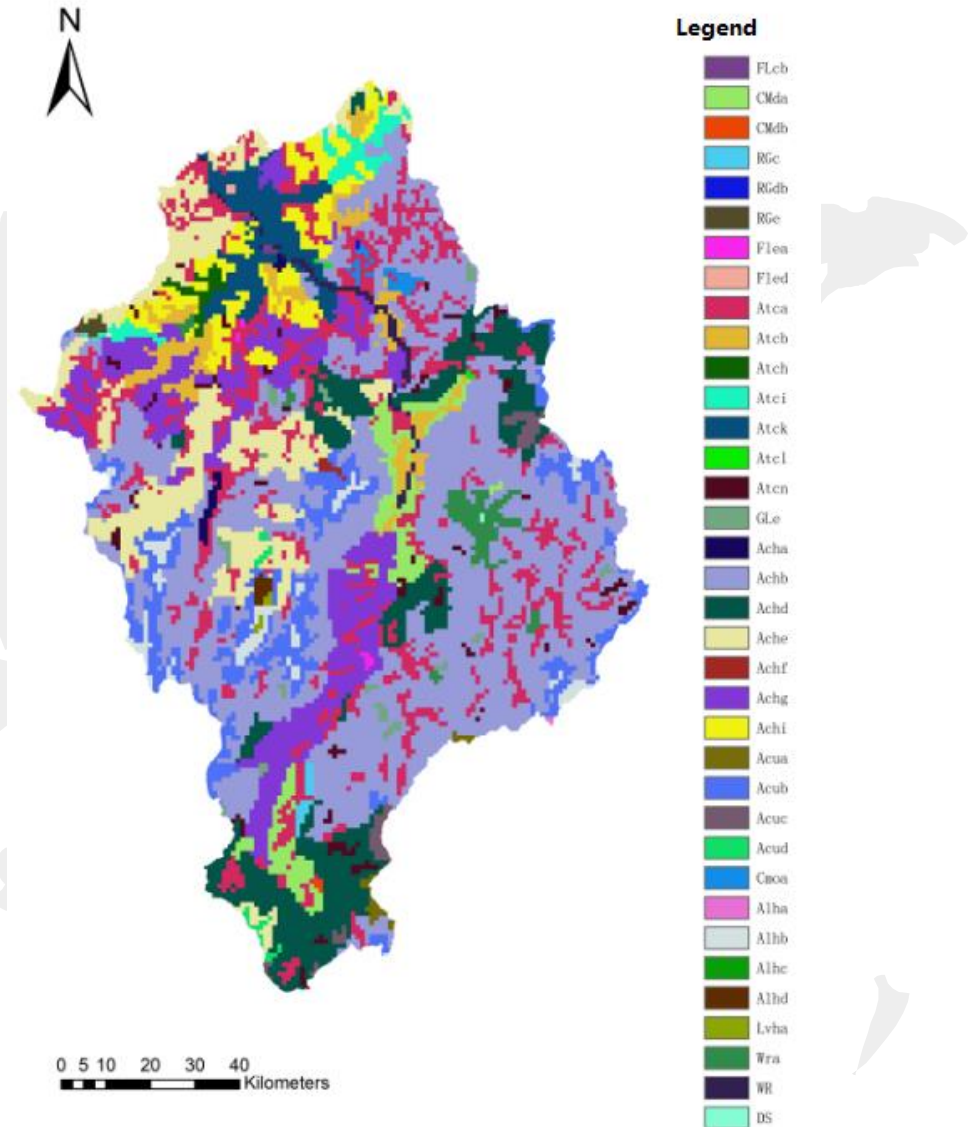 N
Legend
FLcb
CMda
CMdb
RGc
RGdb
RGe
Flea
Fled
Atca
Atcb
Atch
Atci
Atck
Atcl
Atcn
GLe
Acha
Achb
Achd
Ache
Achf
Achg
Achi
Acua
Acub
Acuc
Acud
Cmoa
Alha
Alhb
Alhc
Alhd
Lvha
Wra
WR
DS
0 5 10 20 30 40
Kilometers